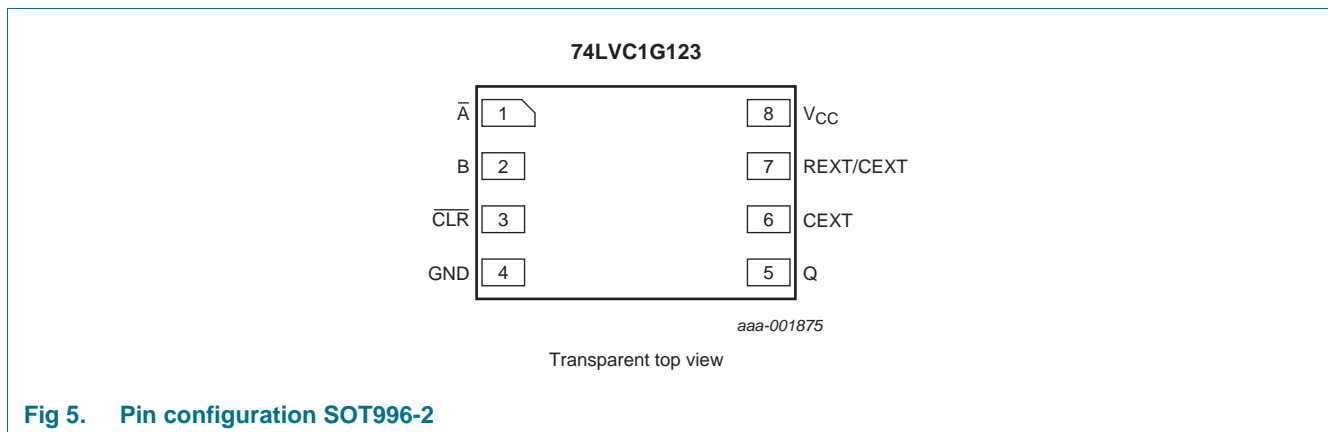 74LVC1G123
A̅ 1 8 VCC
B 2 7 REXT/CEXT
C̅L̅R̅ 3 6 CEXT
GND 4 5 Q
aaa-001875
Transparent top view
Fig 5. Pin configuration SOT996-2